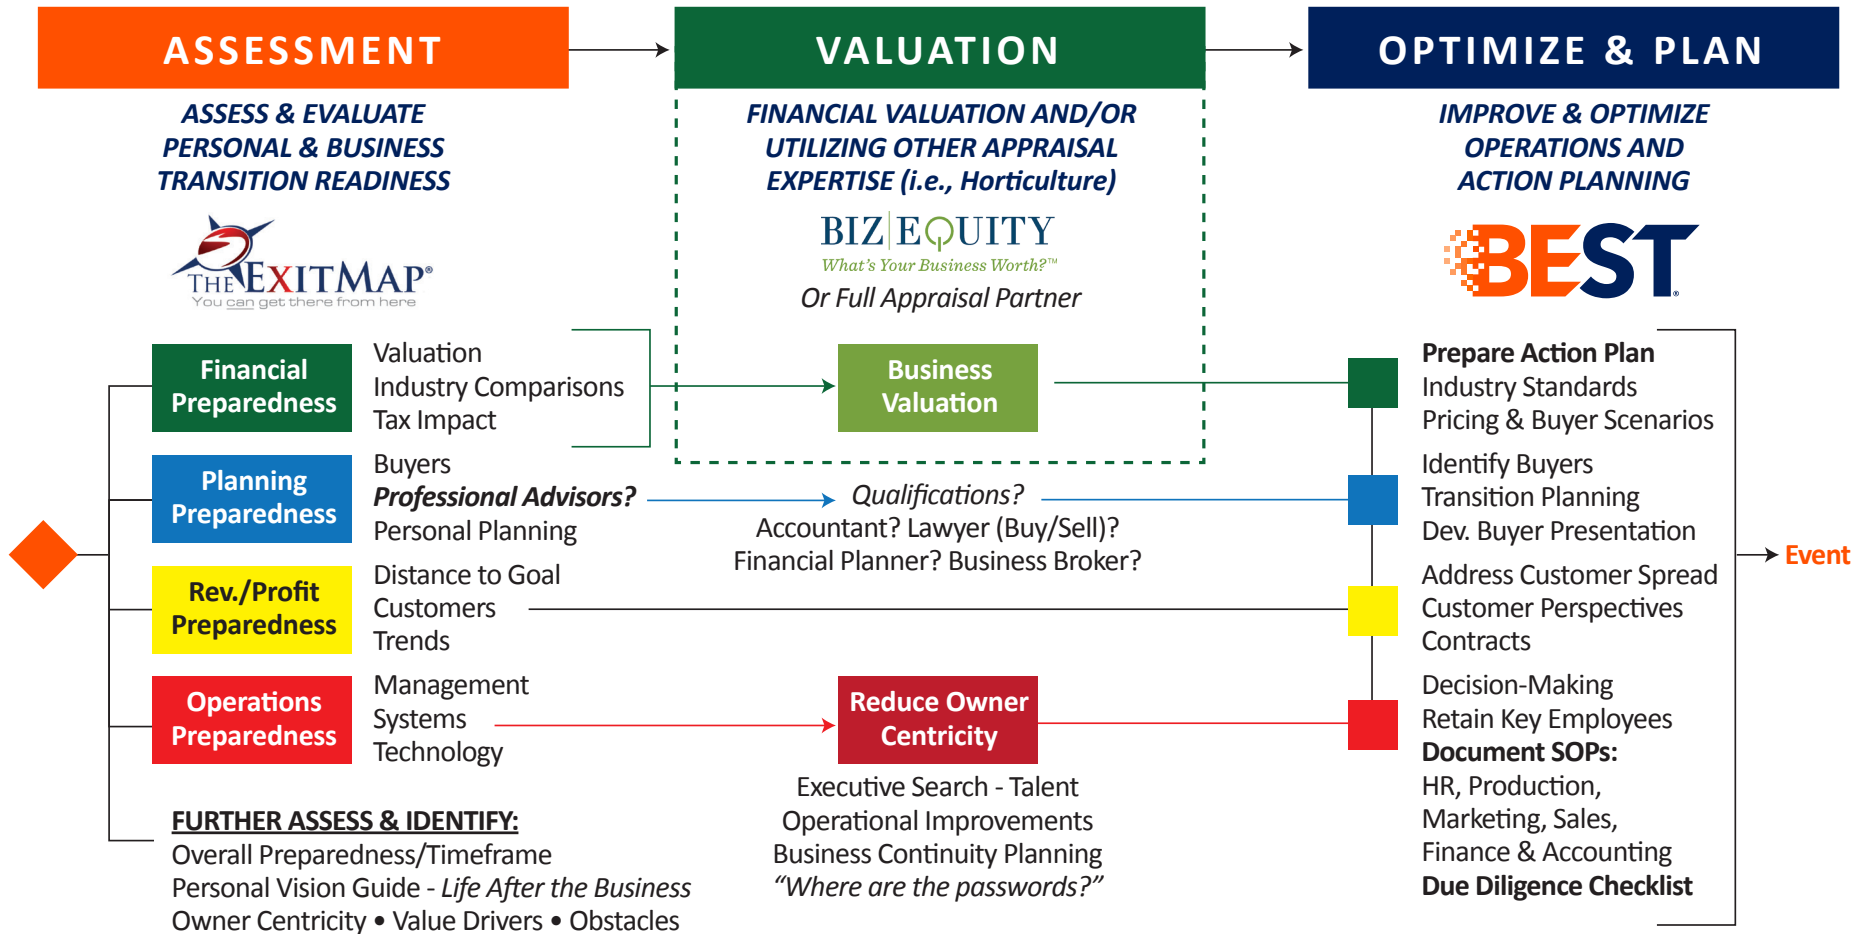 ASSESSMENT
ASSESS & EVALUATE
PERSONAL & BUSINESS
TRANSITION READINESS
THE EXITMAP®
You can get there from here
VALUATION
FINANCIAL VALUATION AND/OR
UTILIZING OTHER APPRAISAL
EXPERTISE (i.e., Horticulture)
BIZEQUITY
What's Your Business Worth?™
Or Full Appraisal Partner
OPTIMIZE & PLAN
IMPROVE & OPTIMIZE
OPERATIONS AND
ACTION PLANNING
BEST®
Financial
Preparedness
Valuation
Industry Comparisons
Tax Impact
Business
Valuation
Prepare Action Plan
Industry Standards
Pricing & Buyer Scenarios
Planning
Preparedness
Buyers
Professional Advisors?
Personal Planning
Qualifications?
Accountant? Lawyer (Buy/Sell)?
Financial Planner? Business Broker?
Identify Buyers
Transition Planning
Dev. Buyer Presentation
Rev./Profit
Preparedness
Distance to Goal
Customers
Trends
Address Customer Spread
Customer Perspectives
Contracts
Event
Operations
Preparedness
Management
Systems
Technology
Reduce Owner
Centricity
Executive Search - Talent
Operational Improvements
Business Continuity Planning
“Where are the passwords?”
Decision-Making
Retain Key Employees
Document SOPs:
HR, Production,
Marketing, Sales,
Finance & Accounting
Due Diligence Checklist
FURTHER ASSESS & IDENTIFY:
Overall Preparedness/Timeframe
Personal Vision Guide - Life After the Business
Owner Centricity • Value Drivers • Obstacles